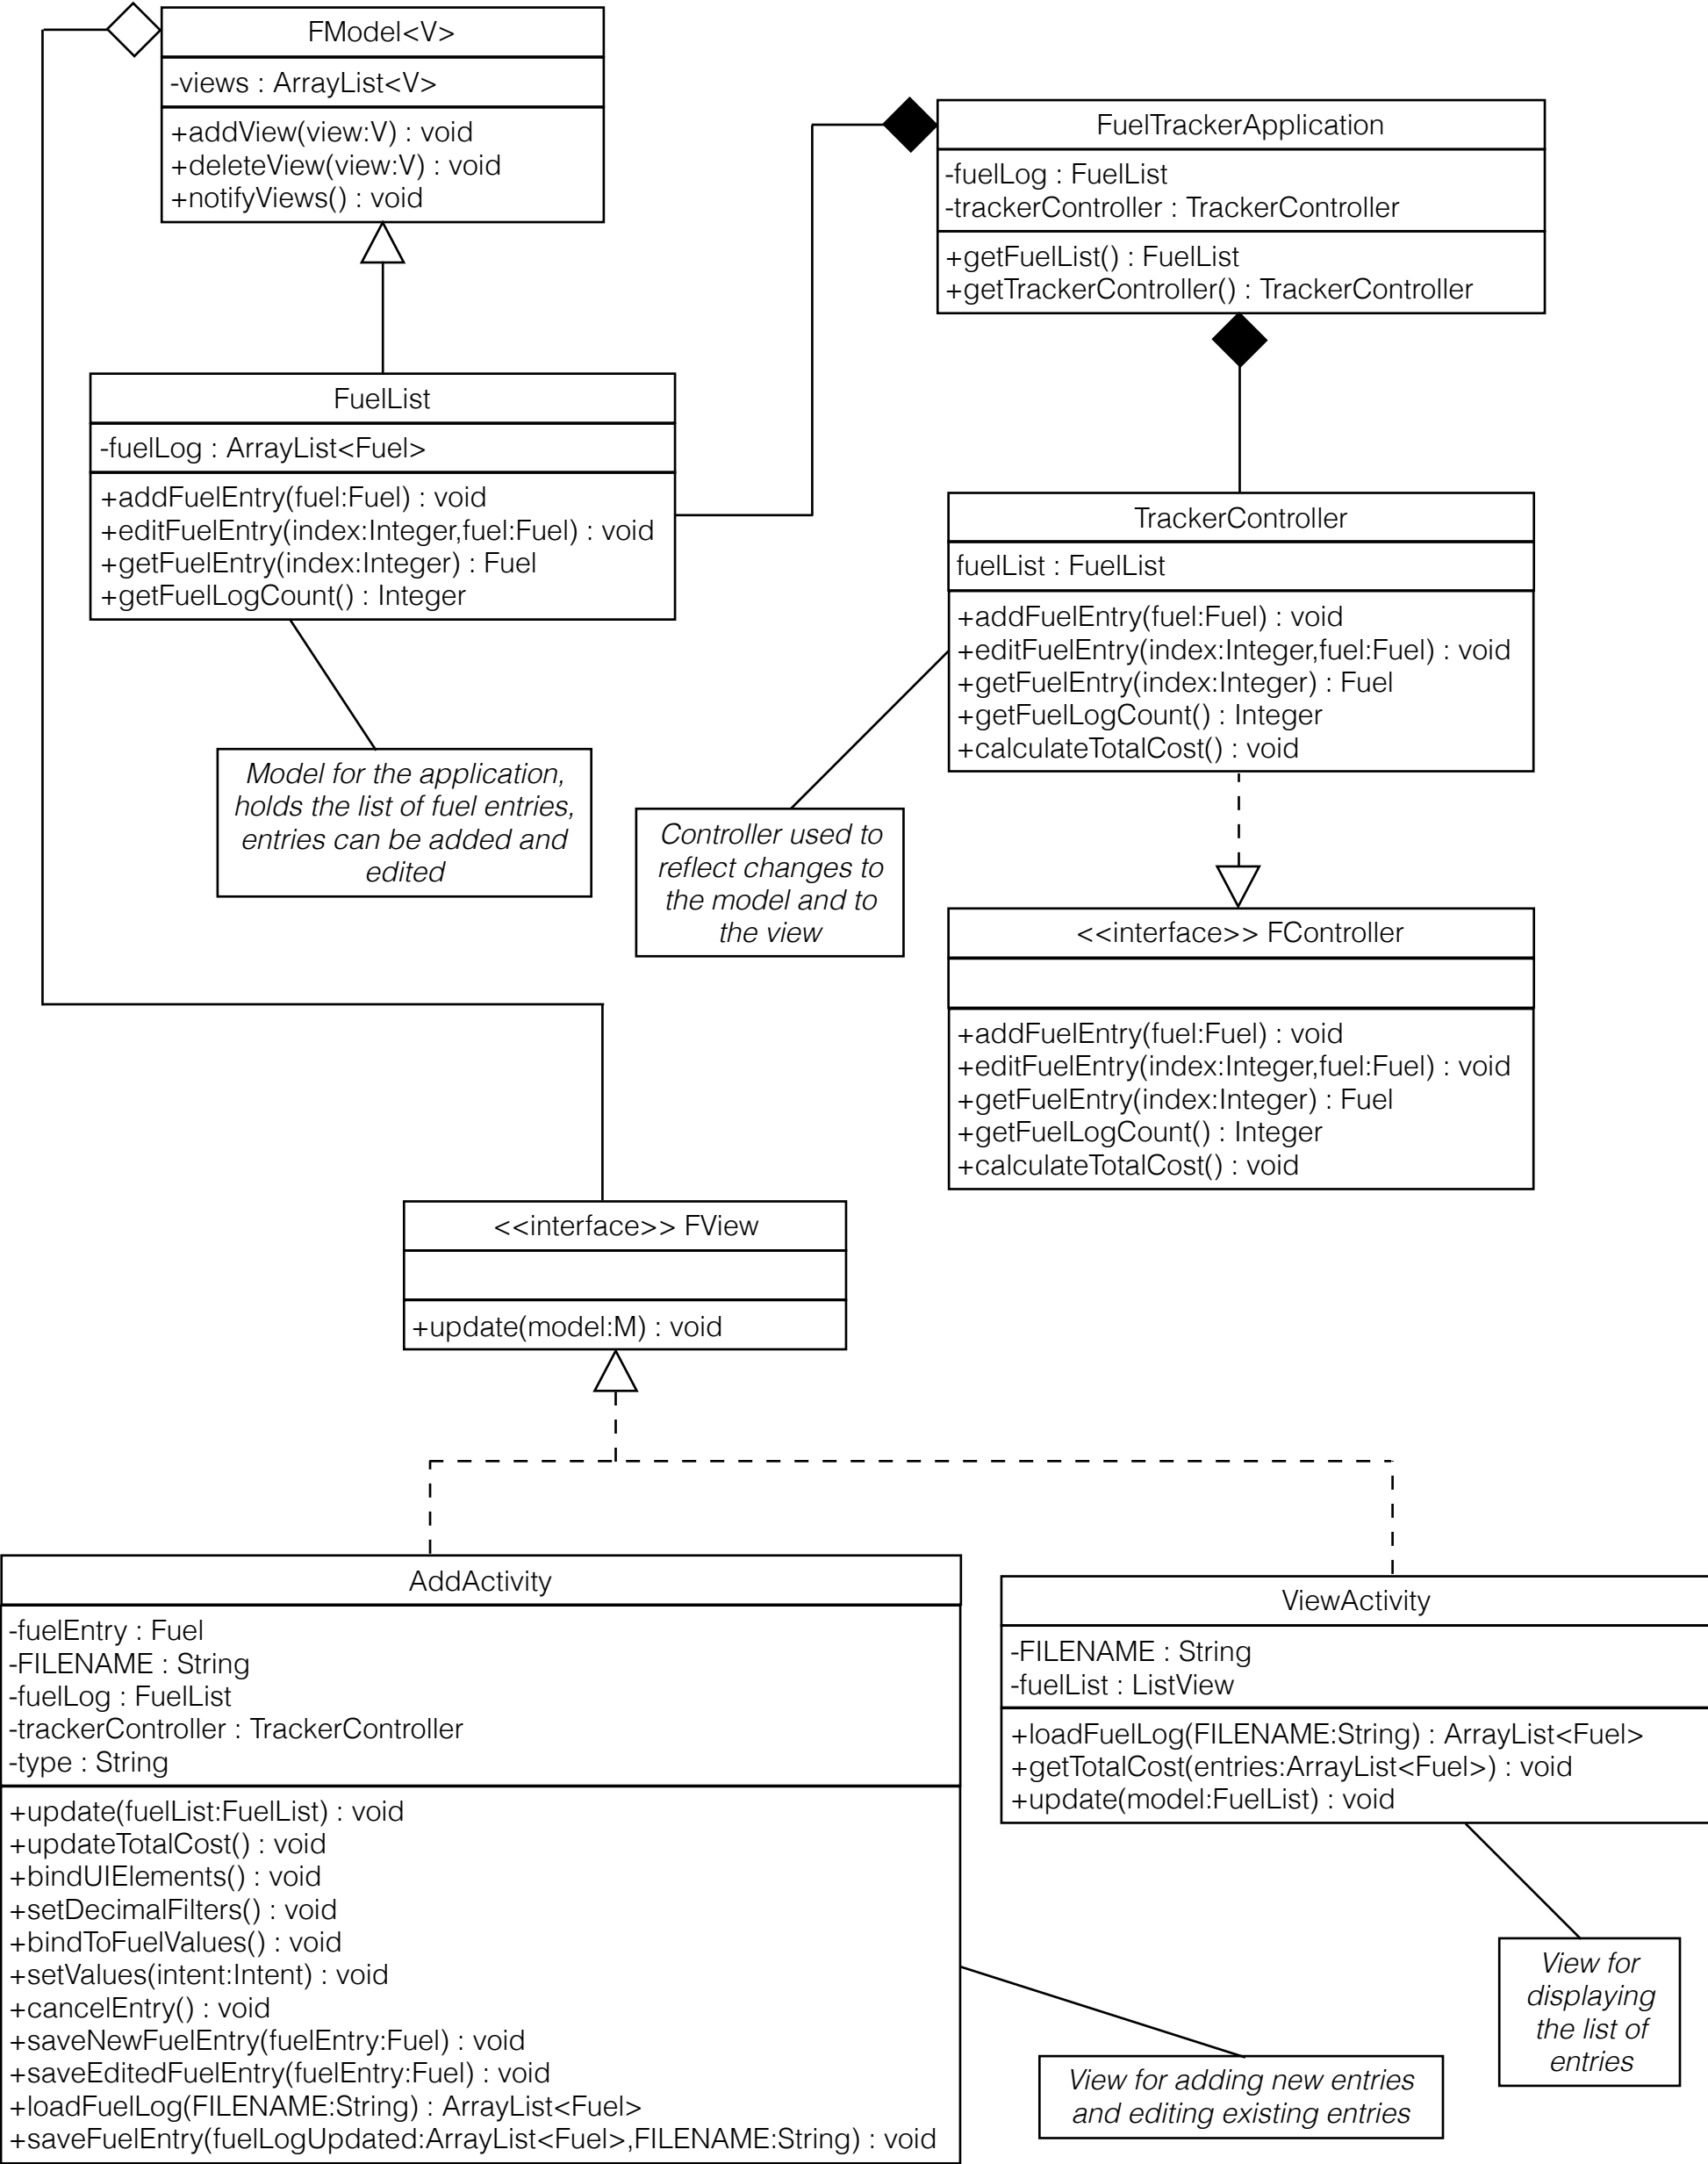 FModel<V>
-views : ArrayList<V>
+addView(view:V) : void
+deleteView(view:V) : void
+notifyViews() : void
FuelTrackerApplication
-fuelLog : FuelList
-trackerController : TrackerController
+getFuelList() : FuelList
+getTrackerController() : TrackerController
FuelList
-fuelLog : ArrayList<Fuel>
+addFuelEntry(fuel:Fuel) : void
+editFuelEntry(index:Integer,fuel:Fuel) : void
+getFuelEntry(index:Integer) : Fuel
+getFuelLogCount() : Integer
TrackerController
fuelList : FuelList
+addFuelEntry(fuel:Fuel) : void
+editFuelEntry(index:Integer,fuel:Fuel) : void
+getFuelEntry(index:Integer) : Fuel
+getFuelLogCount() : Integer
+calculateTotalCost() : void
Model for the application,
holds the list of fuel entries,
entries can be added and
edited
Controller used to
reflect changes to
the model and to
the view
<<interface>> FController
+addFuelEntry(fuel:Fuel) : void
+editFuelEntry(index:Integer,fuel:Fuel) : void
+getFuelEntry(index:Integer) : Fuel
+getFuelLogCount() : Integer
+calculateTotalCost() : void
<<interface>> FView
+update(model:M) : void
AddActivity
-fuelEntry : Fuel
-FILENAME : String
-fuelLog : FuelList
-trackerController : TrackerController
-type : String
+update(fuelList:FuelList) : void
+updateTotalCost() : void
+bindUIElements() : void
+setDecimalFilters() : void
+bindToFuelValues() : void
+setValues(intent:Intent) : void
+cancelEntry() : void
+saveNewFuelEntry(fuelEntry:Fuel) : void
+saveEditedFuelEntry(fuelEntry:Fuel) : void
+loadFuelLog(FILENAME:String) : ArrayList<Fuel>
+saveFuelEntry(fuelLogUpdated:ArrayList<Fuel>,FILENAME:String) : void
ViewActivity
-FILENAME : String
-fuelList : ListView
+loadFuelLog(FILENAME:String) : ArrayList<Fuel>
+getTotalCost(entries:ArrayList<Fuel>) : void
+update(model:FuelList) : void
View for
displaying
the list of
entries
View for adding new entries
and editing existing entries